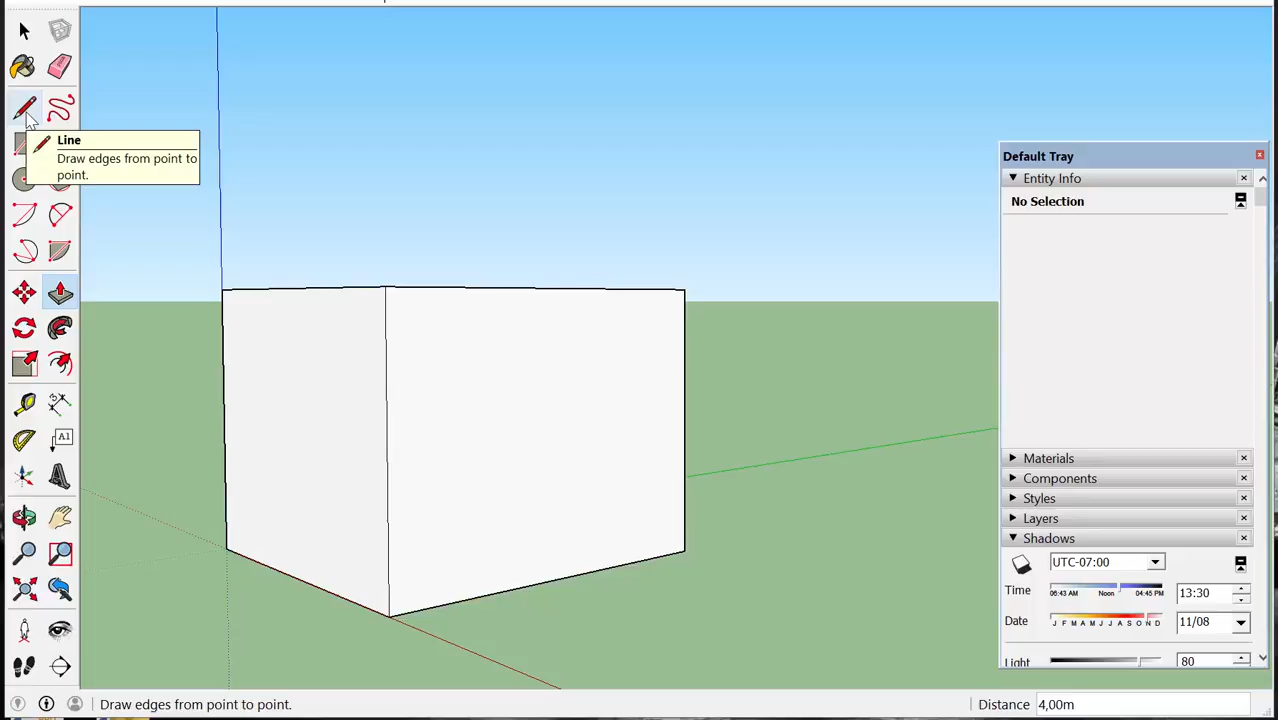 Line
Draw edges from point to
point.
A1
Default Tray
Entity Info
No Selection
Materials
Components
Styles
Layers
Shadows
UTC-07:00
Time
06:43 AM Noon 04:45 PM
13:30
Date
J F M A M J J A S O N D
11/08
Light
80
Draw edges from point to point.
Distance 4,00m